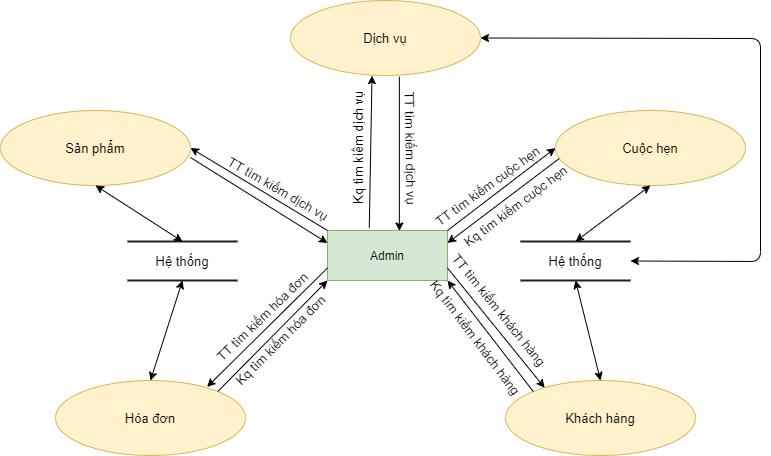 Dịch vụ
Kq tìm kiếm dịch vụ
TT tìm kiếm dịch vụ
Sản phẩm
Cuộc hẹn
TT tìm kiếm dịch vụ
TT tìm kiếm cuộc hẹn
Kq tìm kiếm cuộc hẹn
Admin
Hệ thống
Hệ thống
TT tìm kiếm hóa đơn
Kq tìm kiếm hóa đơn
TT tìm kiếm khách hàng
Kq tìm kiếm khách hàng
Hóa đơn
Khách hàng